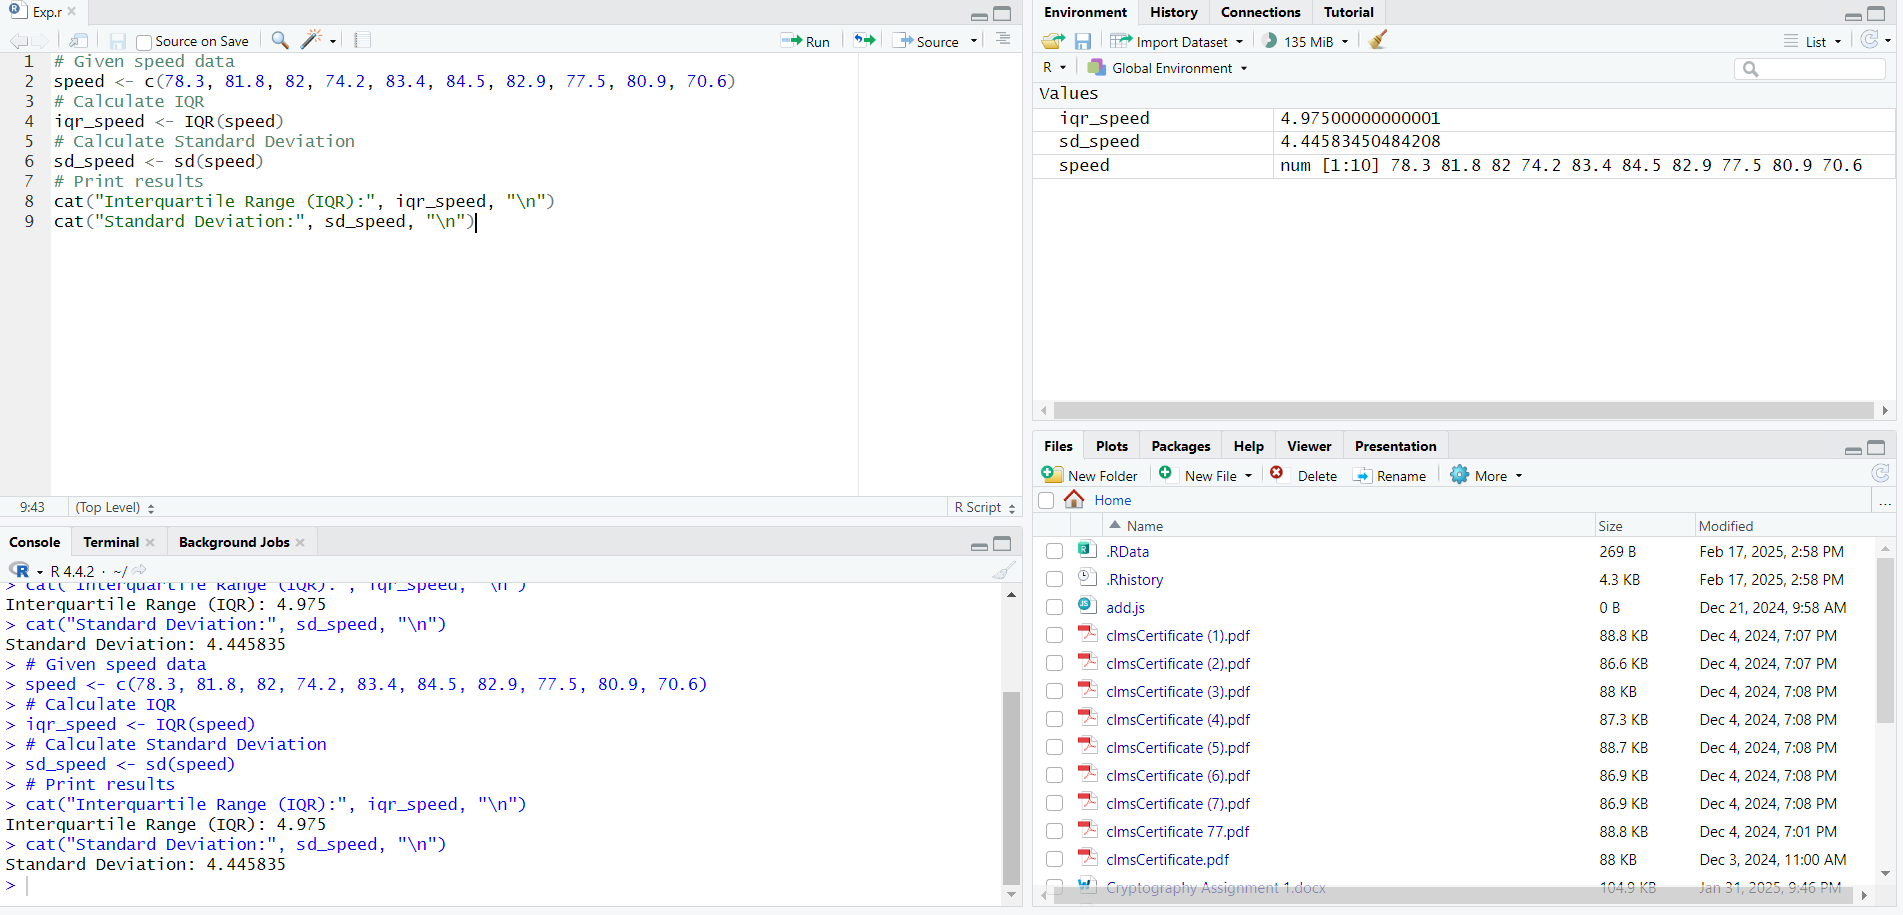 Exp.r
Source on Save
Run
Source
1 # Given speed data
2 speed <- c(78.3, 81.8, 82, 74.2, 83.4, 84.5, 82.9, 77.5, 80.9, 70.6)
3 # Calculate IQR
4 iqr_speed <- IQR(speed)
5 # Calculate Standard Deviation
6 sd_speed <- sd(speed)
7 # Print results
8 cat("Interquartile Range (IQR):", iqr_speed, "\n")
9 cat("Standard Deviation:", sd_speed, "\n")
9:43 (Top Level) R Script
Console Terminal Background Jobs
R R 4.4.2 · ~/
> cat("Interquartile Range (IQR):", iqr_speed, "\n")
Interquartile Range (IQR): 4.975
> cat("Standard Deviation:", sd_speed, "\n")
Standard Deviation: 4.445835
> # Given speed data
> speed <- c(78.3, 81.8, 82, 74.2, 83.4, 84.5, 82.9, 77.5, 80.9, 70.6)
> # Calculate IQR
> iqr_speed <- IQR(speed)
> # Calculate Standard Deviation
> sd_speed <- sd(speed)
> # Print results
> cat("Interquartile Range (IQR):", iqr_speed, "\n")
Interquartile Range (IQR): 4.975
> cat("Standard Deviation:", sd_speed, "\n")
Standard Deviation: 4.445835
>
Environment History Connections Tutorial
Import Dataset 135 MiB List
R Global Environment
Values
iqr_speed 4.97500000000001
sd_speed 4.44583450484208
speed num [1:10] 78.3 81.8 82 74.2 83.4 84.5 82.9 77.5 80.9 70.6
Files Plots Packages Help Viewer Presentation
New Folder New File Delete Rename More
Home ...
Name Size Modified
.RData 269 B Feb 17, 2025, 2:58 PM
.Rhistory 4.3 KB Feb 17, 2025, 2:58 PM
add.js 0 B Dec 21, 2024, 9:58 AM
clmsCertificate (1).pdf 88.8 KB Dec 4, 2024, 7:07 PM
clmsCertificate (2).pdf 86.6 KB Dec 4, 2024, 7:07 PM
clmsCertificate (3).pdf 88 KB Dec 4, 2024, 7:08 PM
clmsCertificate (4).pdf 87.3 KB Dec 4, 2024, 7:08 PM
clmsCertificate (5).pdf 88.7 KB Dec 4, 2024, 7:08 PM
clmsCertificate (6).pdf 86.9 KB Dec 4, 2024, 7:08 PM
clmsCertificate (7).pdf 86.9 KB Dec 4, 2024, 7:08 PM
clmsCertificate 77.pdf 88.8 KB Dec 4, 2024, 7:01 PM
clmsCertificate.pdf 88 KB Dec 3, 2024, 11:00 AM
Cryptography Assignment 1.docx 104.9 KB Jan 31, 2025, 9:46 PM